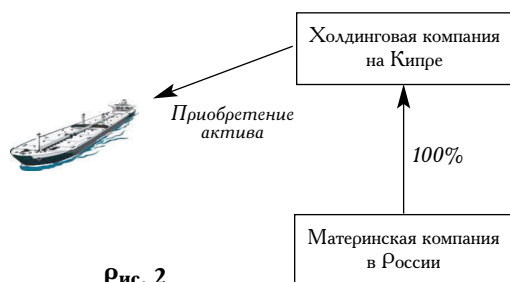 Холдинговая компания
на Кипре
Приобретение
актива
100%
Материнская компания
в России
Рис. 2